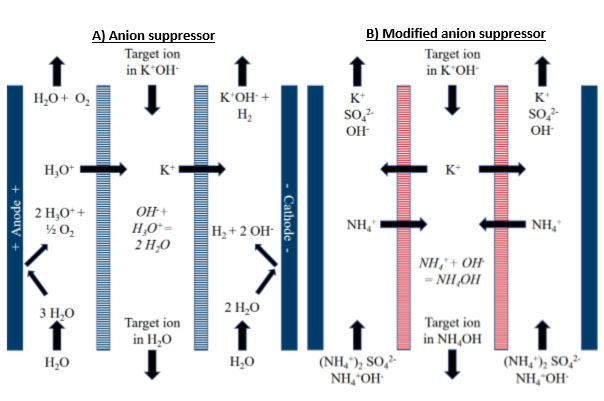 A) Anion suppressor
B) Modified anion suppressor
Target ion
in K⁺OH⁻
H₂O + O₂
K⁺OH⁻ +
H₂
H₃O⁺
K⁺
+ Anode +
2 H₃O⁺ +
½ O₂
OH⁻ +
H₃O⁺ =
2 H₂O
H₂ + 2 OH⁻
- Cathode -
3 H₂O
2 H₂O
Target ion
in H₂O
H₂O
H₂O
Target ion
in K⁺OH⁻
K⁺
SO₄²⁻
OH⁻
K⁺
SO₄²⁻
OH⁻
K⁺
NH₄⁺
NH₄⁺
NH₄⁺ + OH⁻
= NH₄OH
Target ion
in NH₄OH
(NH₄⁺)₂ SO₄²⁻
NH₄⁺OH⁻
(NH₄⁺)₂ SO₄²⁻
NH₄⁺OH⁻